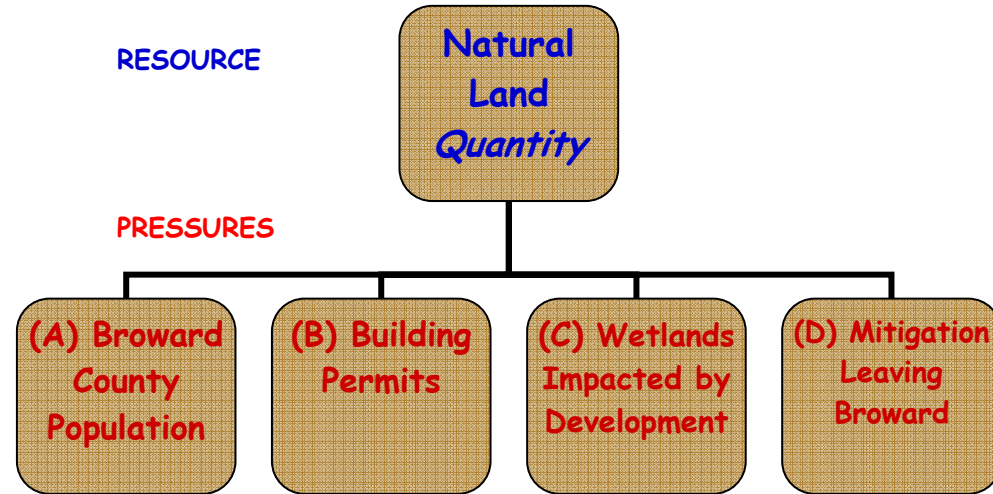 RESOURCE
Natural
Land
Quantity
PRESSURES
(A) Broward
County
Population
(B) Building
Permits
(C) Wetlands
Impacted by
Development
(D) Mitigation
Leaving
Broward